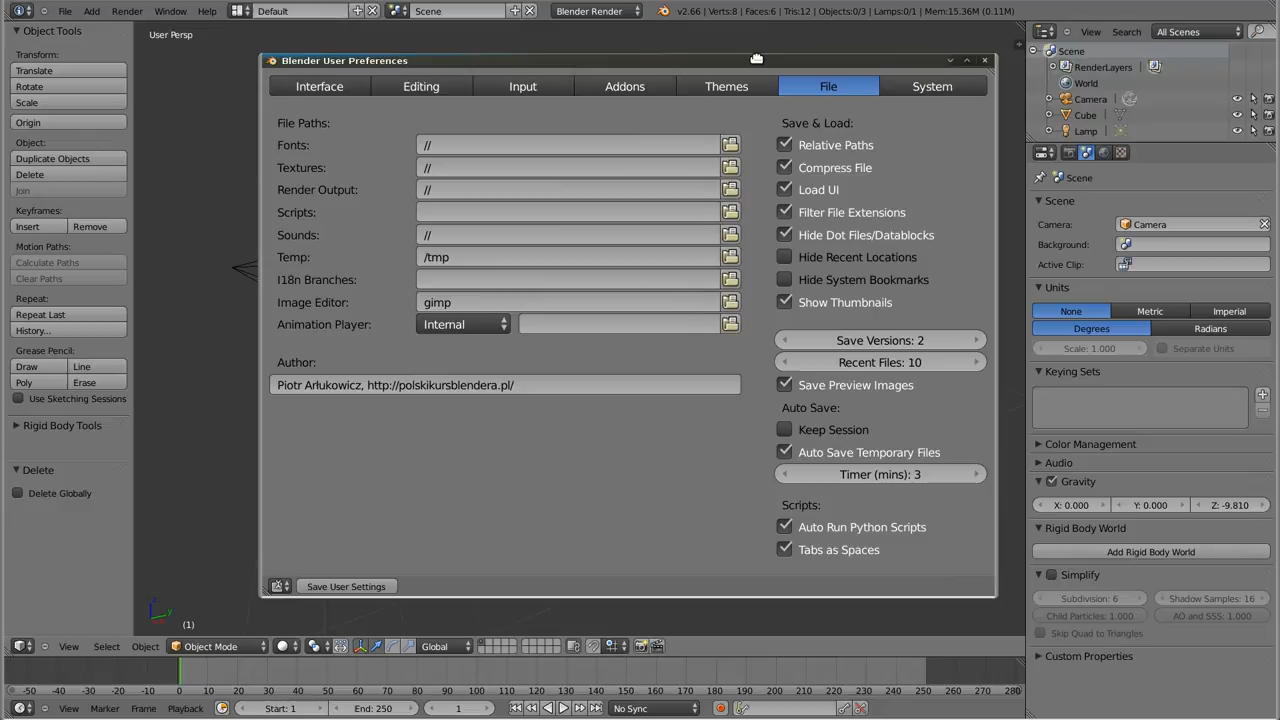 File Add Render Window Help Default Scene Blender Render v2.66 | Verts:8 | Faces:6 | Tris:12 | Objects:0/3 | Lamps:0/1 | Mem:15.36M (0.11M)
Object Tools
Transform:
Translate
Rotate
Scale
Origin
Object:
Duplicate Objects
Delete
Join
Keyframes:
Insert Remove
Motion Paths:
Calculate Paths
Clear Paths
Repeat:
Repeat Last
History...
Grease Pencil:
Draw Line
Poly Erase
Use Sketching Sessions
Rigid Body Tools
Delete
Delete Globally
User Persp
Blender User Preferences
Interface Editing Input Addons Themes File System
File Paths:
Fonts: //
Textures: //
Render Output: //
Scripts:
Sounds: //
Temp: /tmp
I18n Branches:
Image Editor: gimp
Animation Player: Internal
Author:
Piotr Arłukowicz, http://polskikursblendera.pl/
Save & Load:
Relative Paths
Compress File
Load UI
Filter File Extensions
Hide Dot Files/Datablocks
Hide Recent Locations
Hide System Bookmarks
Show Thumbnails
Save Versions: 2
Recent Files: 10
Save Preview Images
Auto Save:
Keep Session
Auto Save Temporary Files
Timer (mins): 3
Scripts:
Auto Run Python Scripts
Tabs as Spaces
Save User Settings
z
y
(1)
View Search All Scenes
Scene
RenderLayers
World
Camera
Cube
Lamp
Scene
Scene
Camera: Camera
Background:
Active Clip:
Units
None Metric Imperial
Degrees Radians
Scale: 1.000 Separate Units
Keying Sets
Color Management
Audio
Gravity
X: 0.000 Y: 0.000 Z: -9.810
Rigid Body World
Add Rigid Body World
Simplify
Subdivision: 6 Shadow Samples: 16
Child Particles: 1.000 AO and SSS: 1.000
Skip Quad to Triangles
Custom Properties
View Select Object Object Mode Global
-50 -40 -30 -20 -10 0 10 20 30 40 50 60 70 80 90 100 110 120 130 140 150 160 170 180 190 200 210 220 230 240 250 260 270 280
View Marker Frame Playback Start: 1 End: 250 1 No Sync